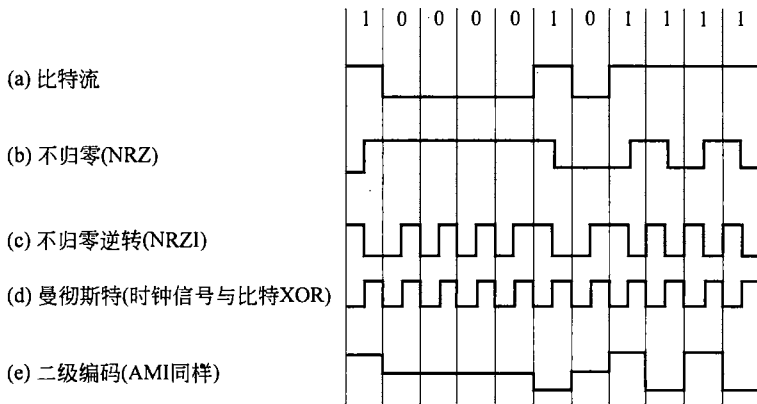 1 0 0 0 0 1 0 1 1 1 1
(a) 比特流
(b) 不归零(NRZ)
(c) 不归零逆转(NRZI)
(d) 曼彻斯特(时钟信号与比特XOR)
(e) 二级编码(AMI同样)